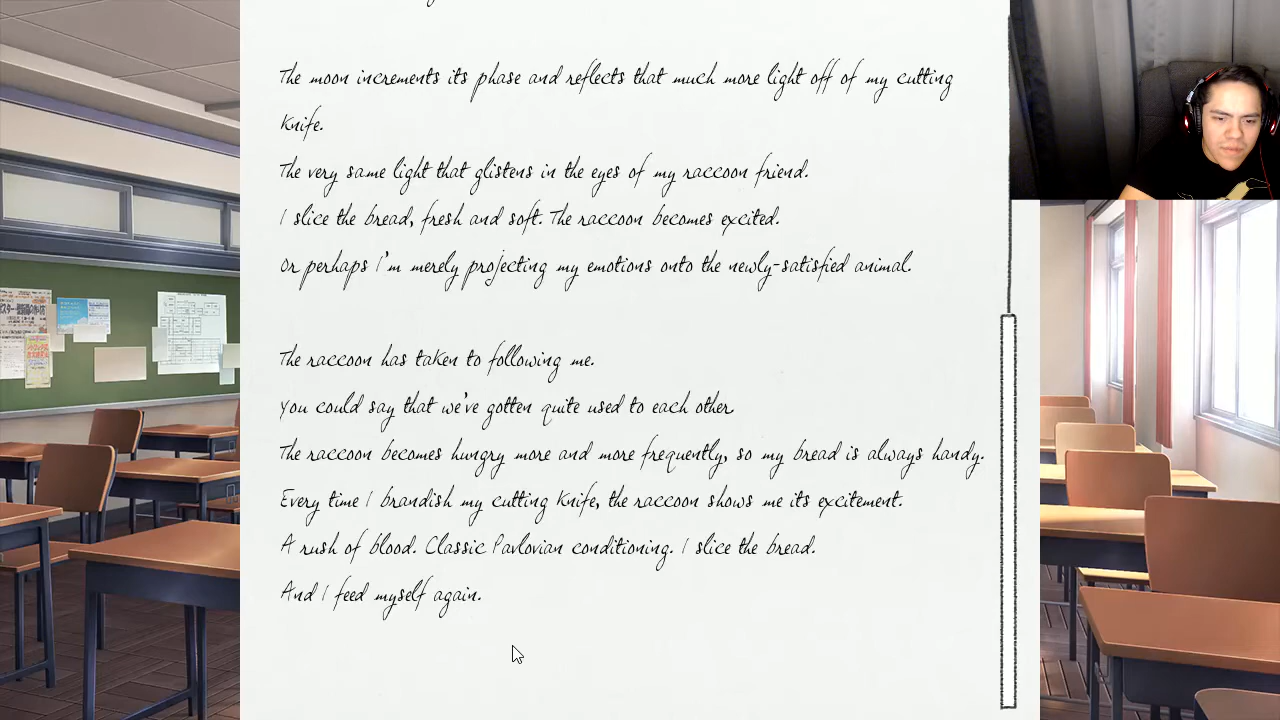 The moon increments its phase and reflects that much more light off of my cutting
knife.
The very same light that glistens in the eyes of my raccoon friend.
I slice the bread, fresh and soft. The raccoon becomes excited.
Or perhaps I'm merely projecting my emotions onto the newly-satisfied animal.
The raccoon has taken to following me.
You could say that we've gotten quite used to each other
The raccoon becomes hungry more and more frequently, so my bread is always handy.
Every time I brandish my cutting knife, the raccoon shows me its excitement.
A rush of blood. Classic Pavlovian conditioning. I slice the bread.
And I feed myself again.